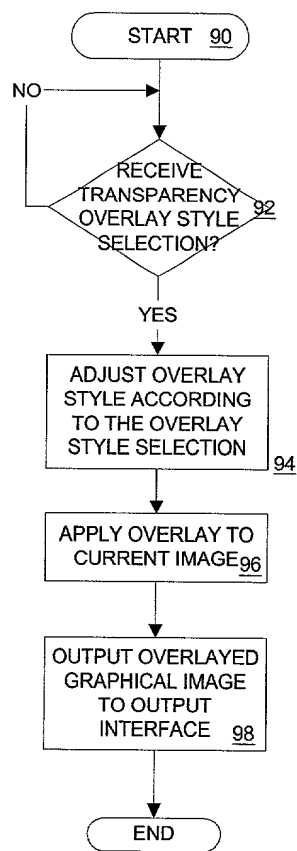 START 90
NO
RECEIVE
TRANSPARENCY
OVERLAY STYLE 92
SELECTION?
YES
ADJUST OVERLAY
STYLE ACCORDING
TO THE OVERLAY
STYLE SELECTION
94
APPLY OVERLAY TO
CURRENT IMAGE 96
OUTPUT OVERLAYED
GRAPHICAL IMAGE
TO OUTPUT
INTERFACE 98
END